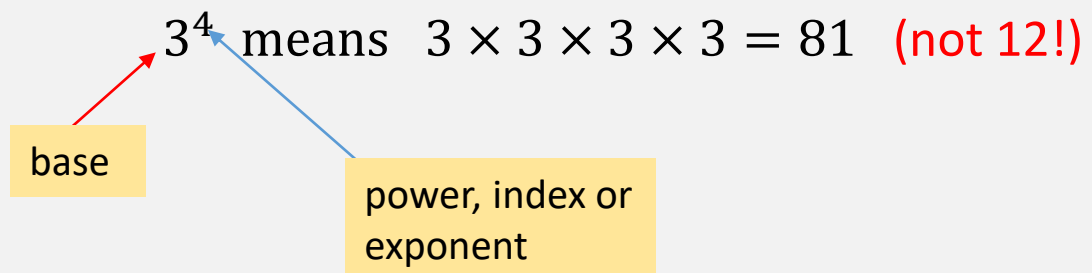 3⁴ means 3 × 3 × 3 × 3 = 81 (not 12!)
base
power, index or
exponent